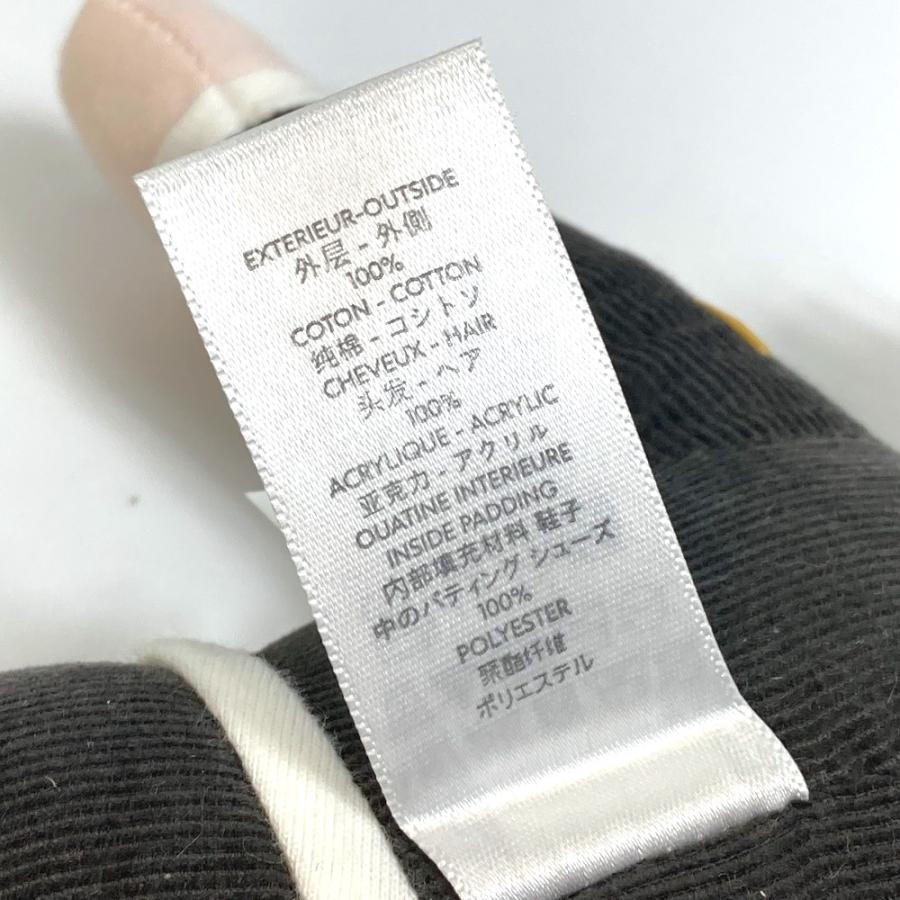 EXTERIEUR-OUTSIDE
外层 - 外側
100%
COTON - COTTON
纯棉 - コシトソ
CHEVEUX - HAIR
头发 - ヘア
100%
ACRYLIQUE - ACRYLIC
亚克力 - アクリル
OUATINE INTERIEURE
INSIDE PADDING
内部填充材料 鞋子
中のパティング シューズ
100%
POLYESTER
聚酯纤维
ポリエステル